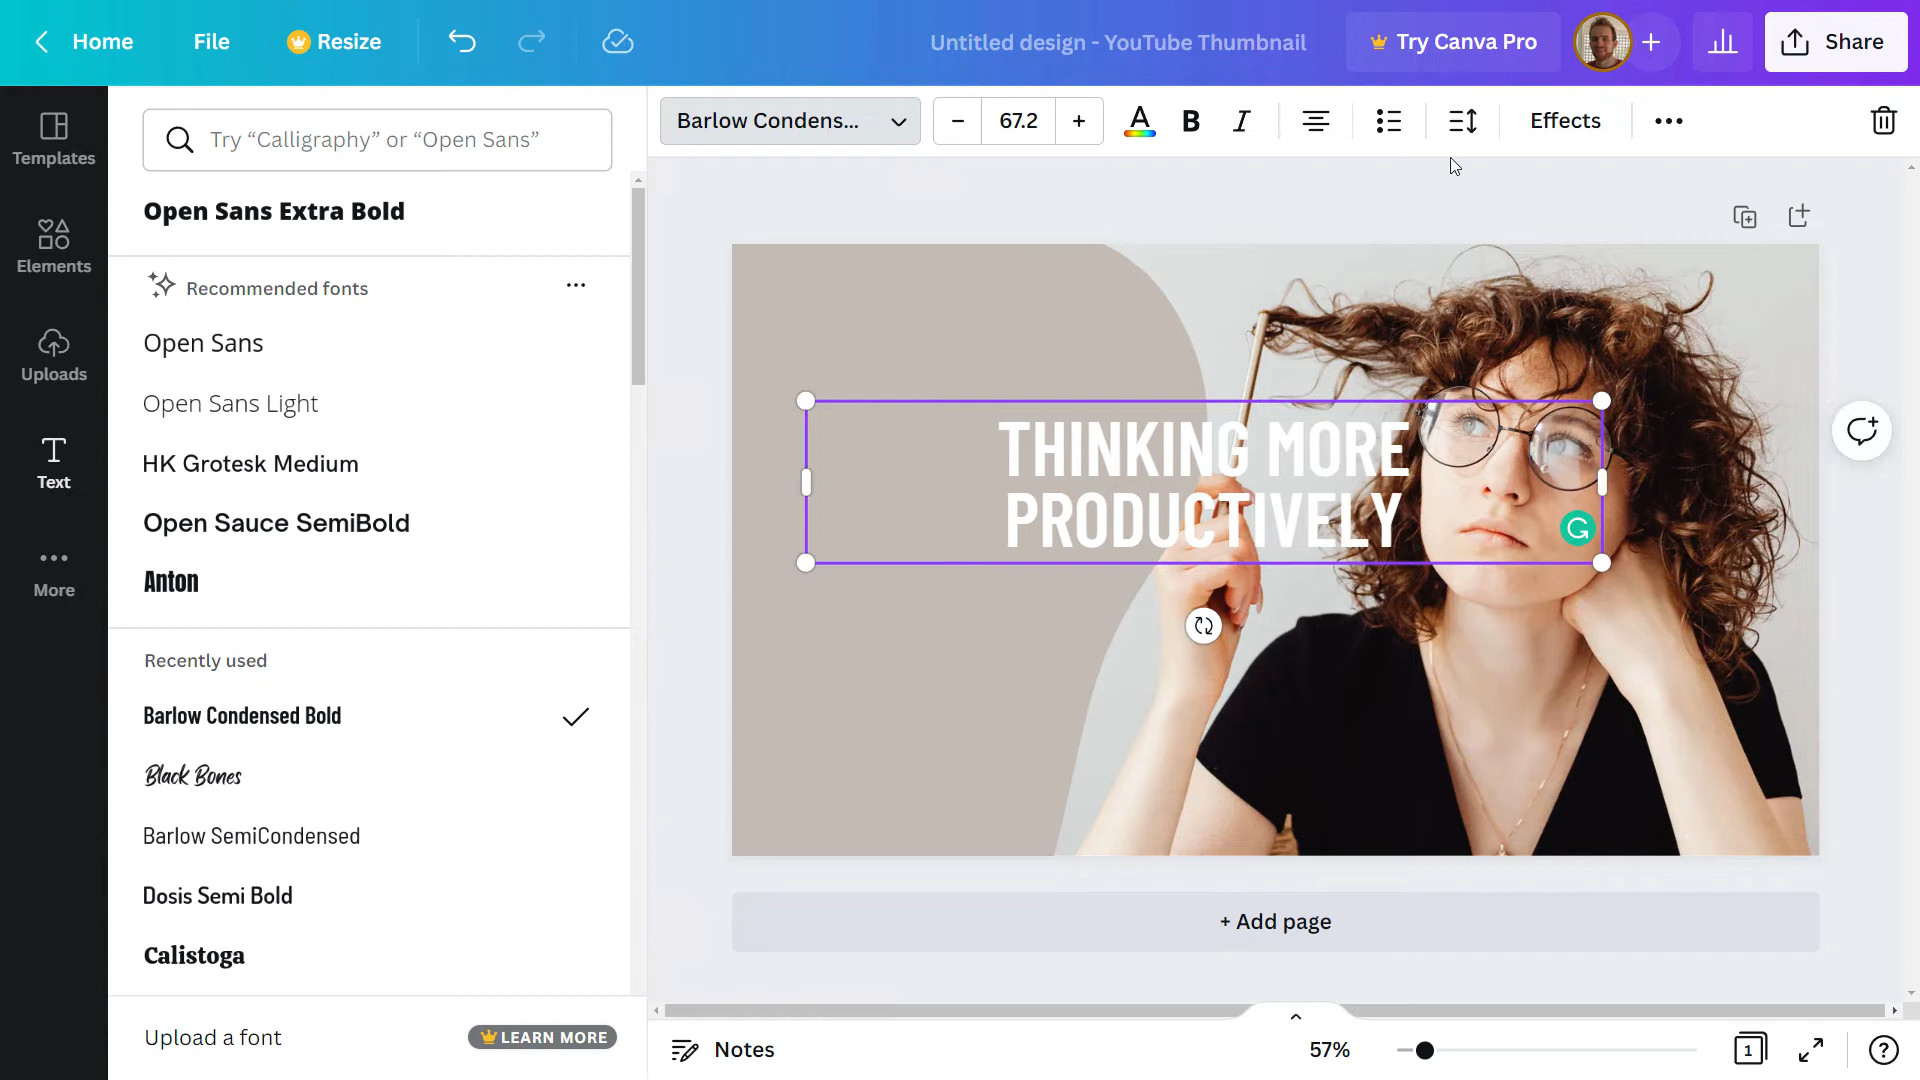 Home
File
Resize
Untitled design - YouTube Thumbnail
Try Canva Pro
Share
Templates
Elements
Uploads
Text
More
Try “Calligraphy” or “Open Sans”
Open Sans Extra Bold
Recommended fonts
Open Sans
Open Sans Light
HK Grotesk Medium
Open Sauce SemiBold
Anton
Recently used
Barlow Condensed Bold
Black Bones
Barlow SemiCondensed
Dosis Semi Bold
Calistoga
Upload a font
LEARN MORE
Barlow Condens...
67.2
Effects
THINKING MORE
PRODUCTIVELY
+ Add page
Notes
57%
1